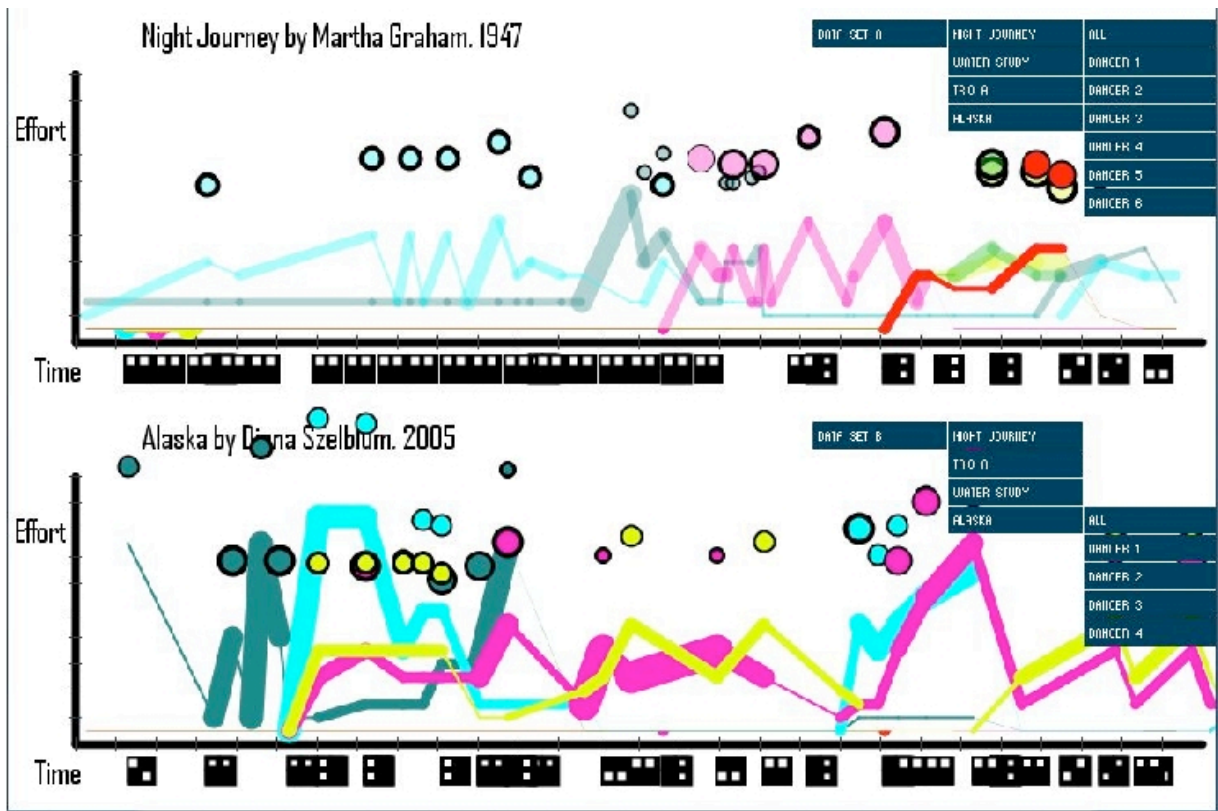 Night Journey by Martha Graham. 1947
DATA SET A
NIGHT JOURNEY
ALL
WATER STUDY
DANCER 1
TRIO A
DANCER 2
ALASKA
DANCER 3
DANCER 4
DANCER 5
DANCER 6
Effort
Time
Alaska by Diana Szelblum. 2005
DATA SET B
NIGHT JOURNEY
TRIO A
WATER STUDY
ALASKA
ALL
DANCER 1
DANCER 2
DANCER 3
DANCER 4
Effort
Time